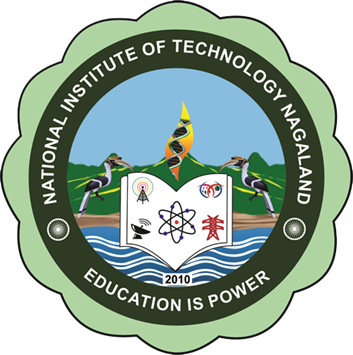 NATIONAL INSTITUTE OF TECHNOLOGY NAGALAND
2010
EDUCATION IS POWER